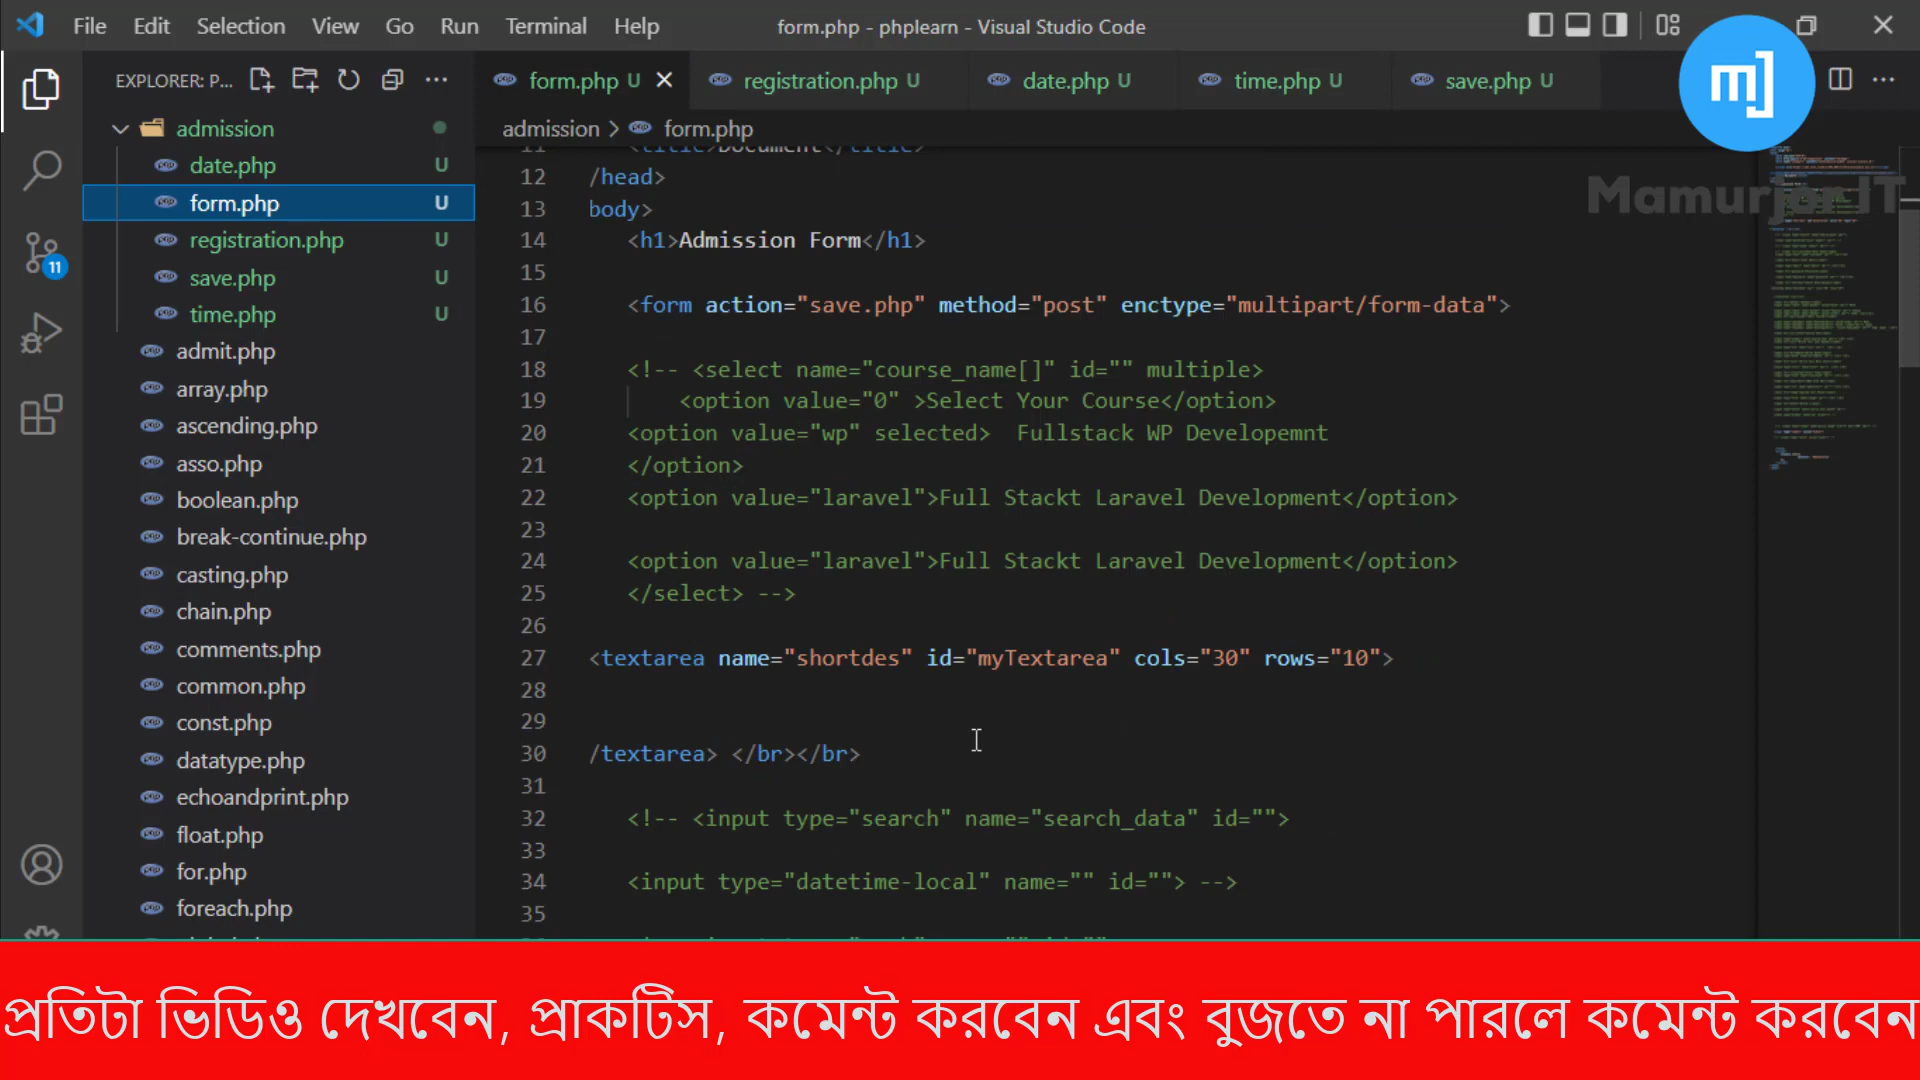 File Edit Selection View Go Run Terminal Help form.php - phplearn - Visual Studio Code
EXPLORER: P...
form.php U registration.php U date.php U time.php U save.php U
admission > form.php
Mamurjor IT
admission
date.php U
form.php U
registration.php U
save.php U
time.php U
admit.php
array.php
ascending.php
asso.php
boolean.php
break-continue.php
casting.php
chain.php
comments.php
common.php
const.php
datatype.php
echoandprint.php
float.php
for.php
foreach.php
11
11 <title>Document</title>
12 /head>
13 body>
14 <h1>Admission Form</h1>
15
16 <form action="save.php" method="post" enctype="multipart/form-data">
17
18 <!-- <select name="course_name[]" id="" multiple>
19 <option value="0" >Select Your Course</option>
20 <option value="wp" selected> Fullstack WP Developemnt
21 </option>
22 <option value="laravel">Full Stackt Laravel Development</option>
23
24 <option value="laravel">Full Stackt Laravel Development</option>
25 </select> -->
26
27 <textarea name="shortdes" id="myTextarea" cols="30" rows="10">
28
29
30 /textarea> </br></br>
31
32 <!-- <input type="search" name="search_data" id="">
33
34 <input type="datetime-local" name="" id=""> -->
35
প্রতিটা ভিডিও দেখবেন, প্রাকটিস, কমেন্ট করবেন এবং বুজতে না পারলে কমেন্ট করবেন